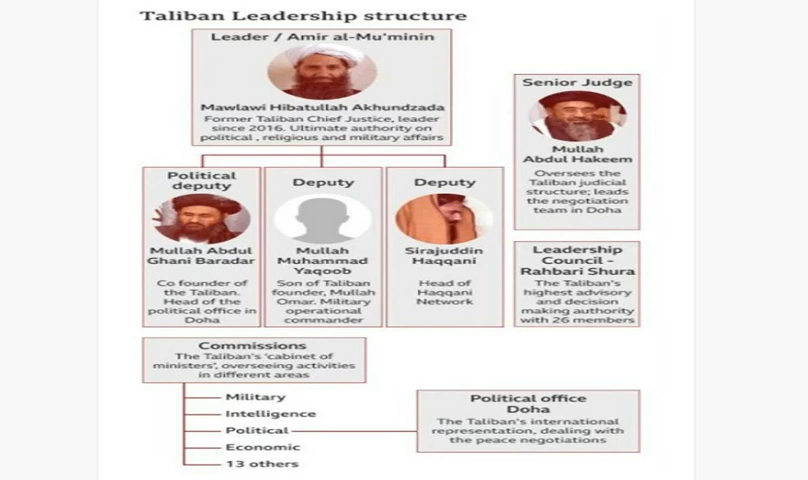 Taliban Leadership structure
Leader / Amir al-Mu'minin
Mawlawi Hibatullah Akhundzada
Former Taliban Chief Justice, leader
since 2016. Ultimate authority on
political , religious and military affairs
Senior Judge
Mullah
Abdul Hakeem
Oversees the
Taliban judicial
structure; leads
the negotiation
team in Doha
Political
deputy
Mullah Abdul
Ghani Baradar
Co founder of
the Taliban.
Head of the
political office in
Doha
Deputy
Mullah
Muhammad
Yaqoob
Son of Taliban
founder, Mullah
Omar. Military
operational
commander
Deputy
Sirajuddin
Haqqani
Head of
Haqqani
Network
Leadership
Council -
Rahbari Shura
The Taliban's
highest advisory
and decision
making authority
with 26 members
Commissions
The Taliban's 'cabinet of
ministers', overseeing activities
in different areas
Military
Intelligence
Political
Economic
13 others
Political office
Doha
The Taliban's international
representation, dealing with
the peace negotiations